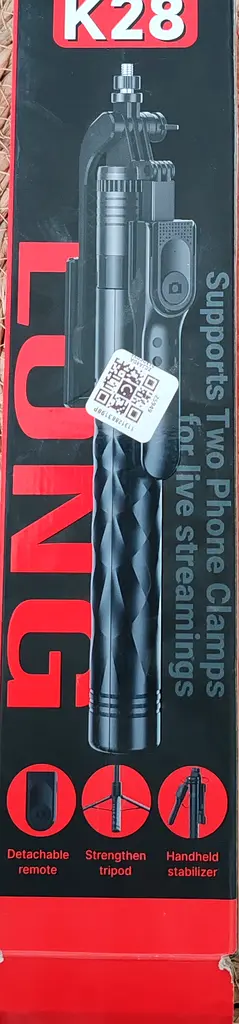 K28
LONG
Supports Two Phone Clamps
for live streamings
Detachable
remote
Strengthen
tripod
Handheld
stabilizer